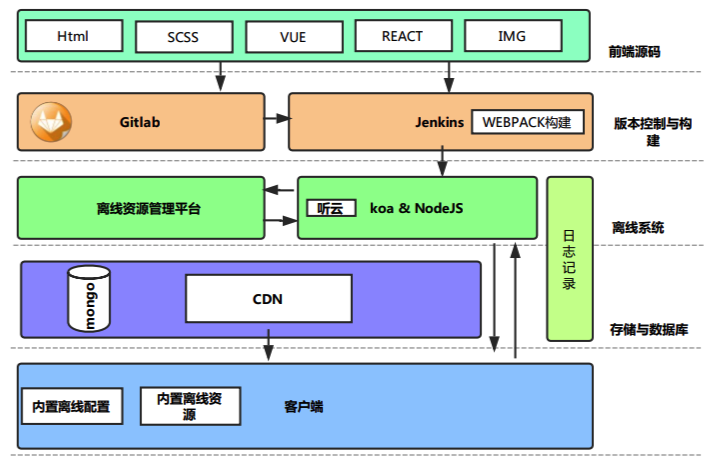 Html
SCSS
VUE
REACT
IMG
前端源码
Gitlab
Jenkins
WEBPACK构建
版本控制与构
建
离线资源管理平台
听云
koa & NodeJS
日
志
记
录
离线系统
mongo
CDN
存储与数据库
内置离线配置
内置离线资
源
客户端